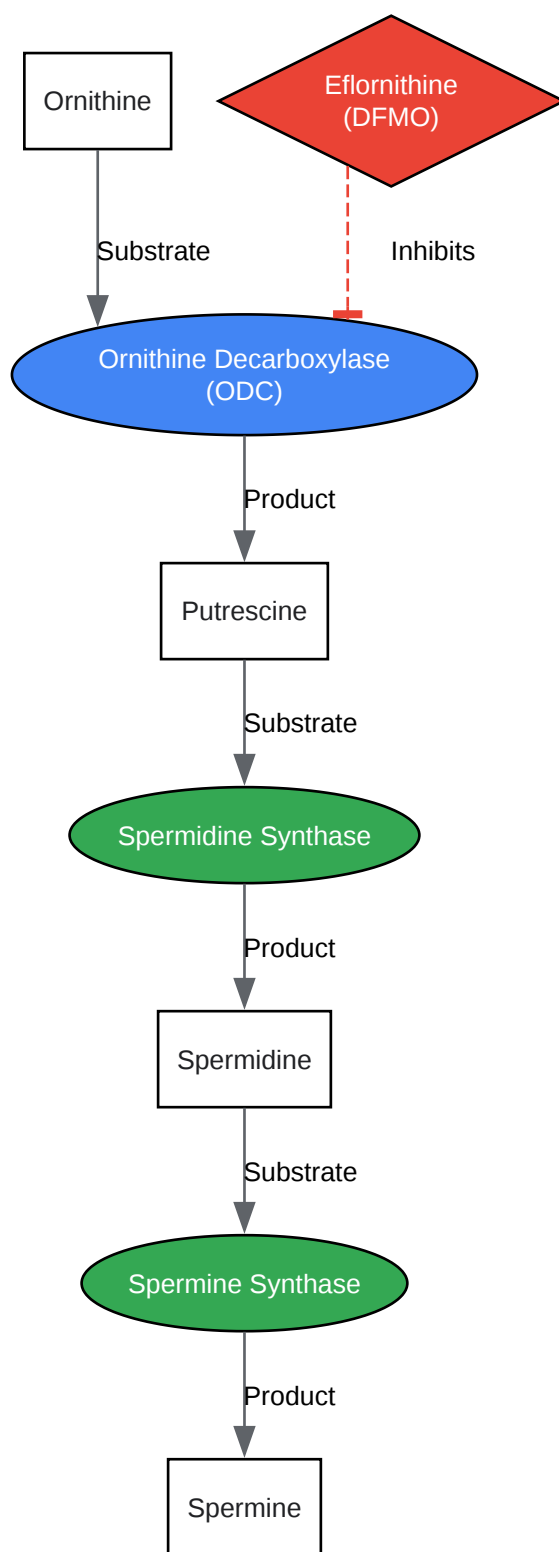 Ornithine
Eflornithine
(DFMO)
Substrate
Inhibits
Ornithine Decarboxylase
(ODC)
Product
Putrescine
Substrate
Spermidine Synthase
Product
Spermidine
Substrate
Spermine Synthase
Product
Spermine